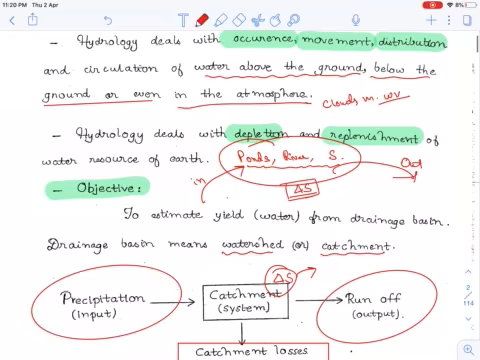 11:20 PM Thu 2 Apr
8%
- Hydrology deals with occurence, movement, distribution
and circulation of water above the ground, below the
ground or even in the atmosphere.
clouds m. wv
- Hydrology deals with depletion and replenishment of
water resource of earth. Ponds, River, S.
in
out
ΔS
- Objective:
To estimate yield (water) from drainage basin.
Drainage basin means watershed (or) catchment.
ΔS
Precipitation
(input)
Catchment
(system)
Run off
(output).
Catchment losses
2
114